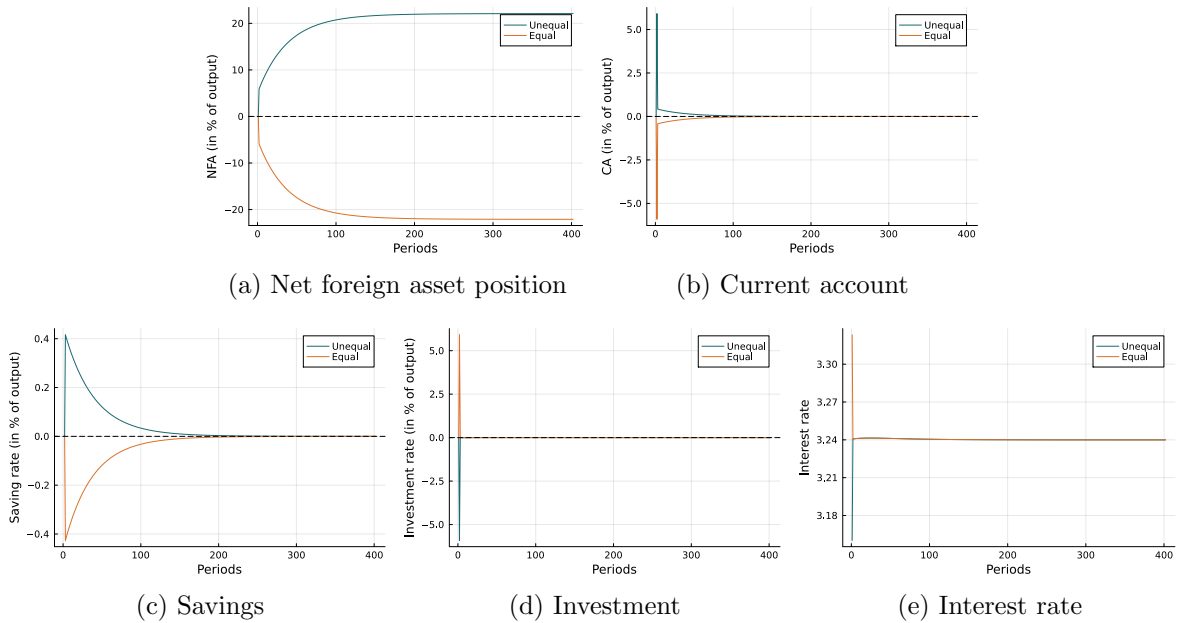 20
10
0
−10
−20
NFA (in % of output)
0
100
200
300
400
Periods
Unequal
Equal
(a) Net foreign asset position
5.0
2.5
0.0
−2.5
−5.0
CA (in % of output)
0
100
200
300
400
Periods
Unequal
Equal
(b) Current account
0.4
0.2
0.0
−0.2
−0.4
Saving rate (in % of output)
0
100
200
300
400
Periods
Unequal
Equal
(c) Savings
5.0
2.5
0.0
−2.5
−5.0
Investment rate (in % of output)
0
100
200
300
400
Periods
Unequal
Equal
(d) Investment
3.30
3.27
3.24
3.21
3.18
Interest rate
0
100
200
300
400
Periods
Unequal
Equal
(e) Interest rate